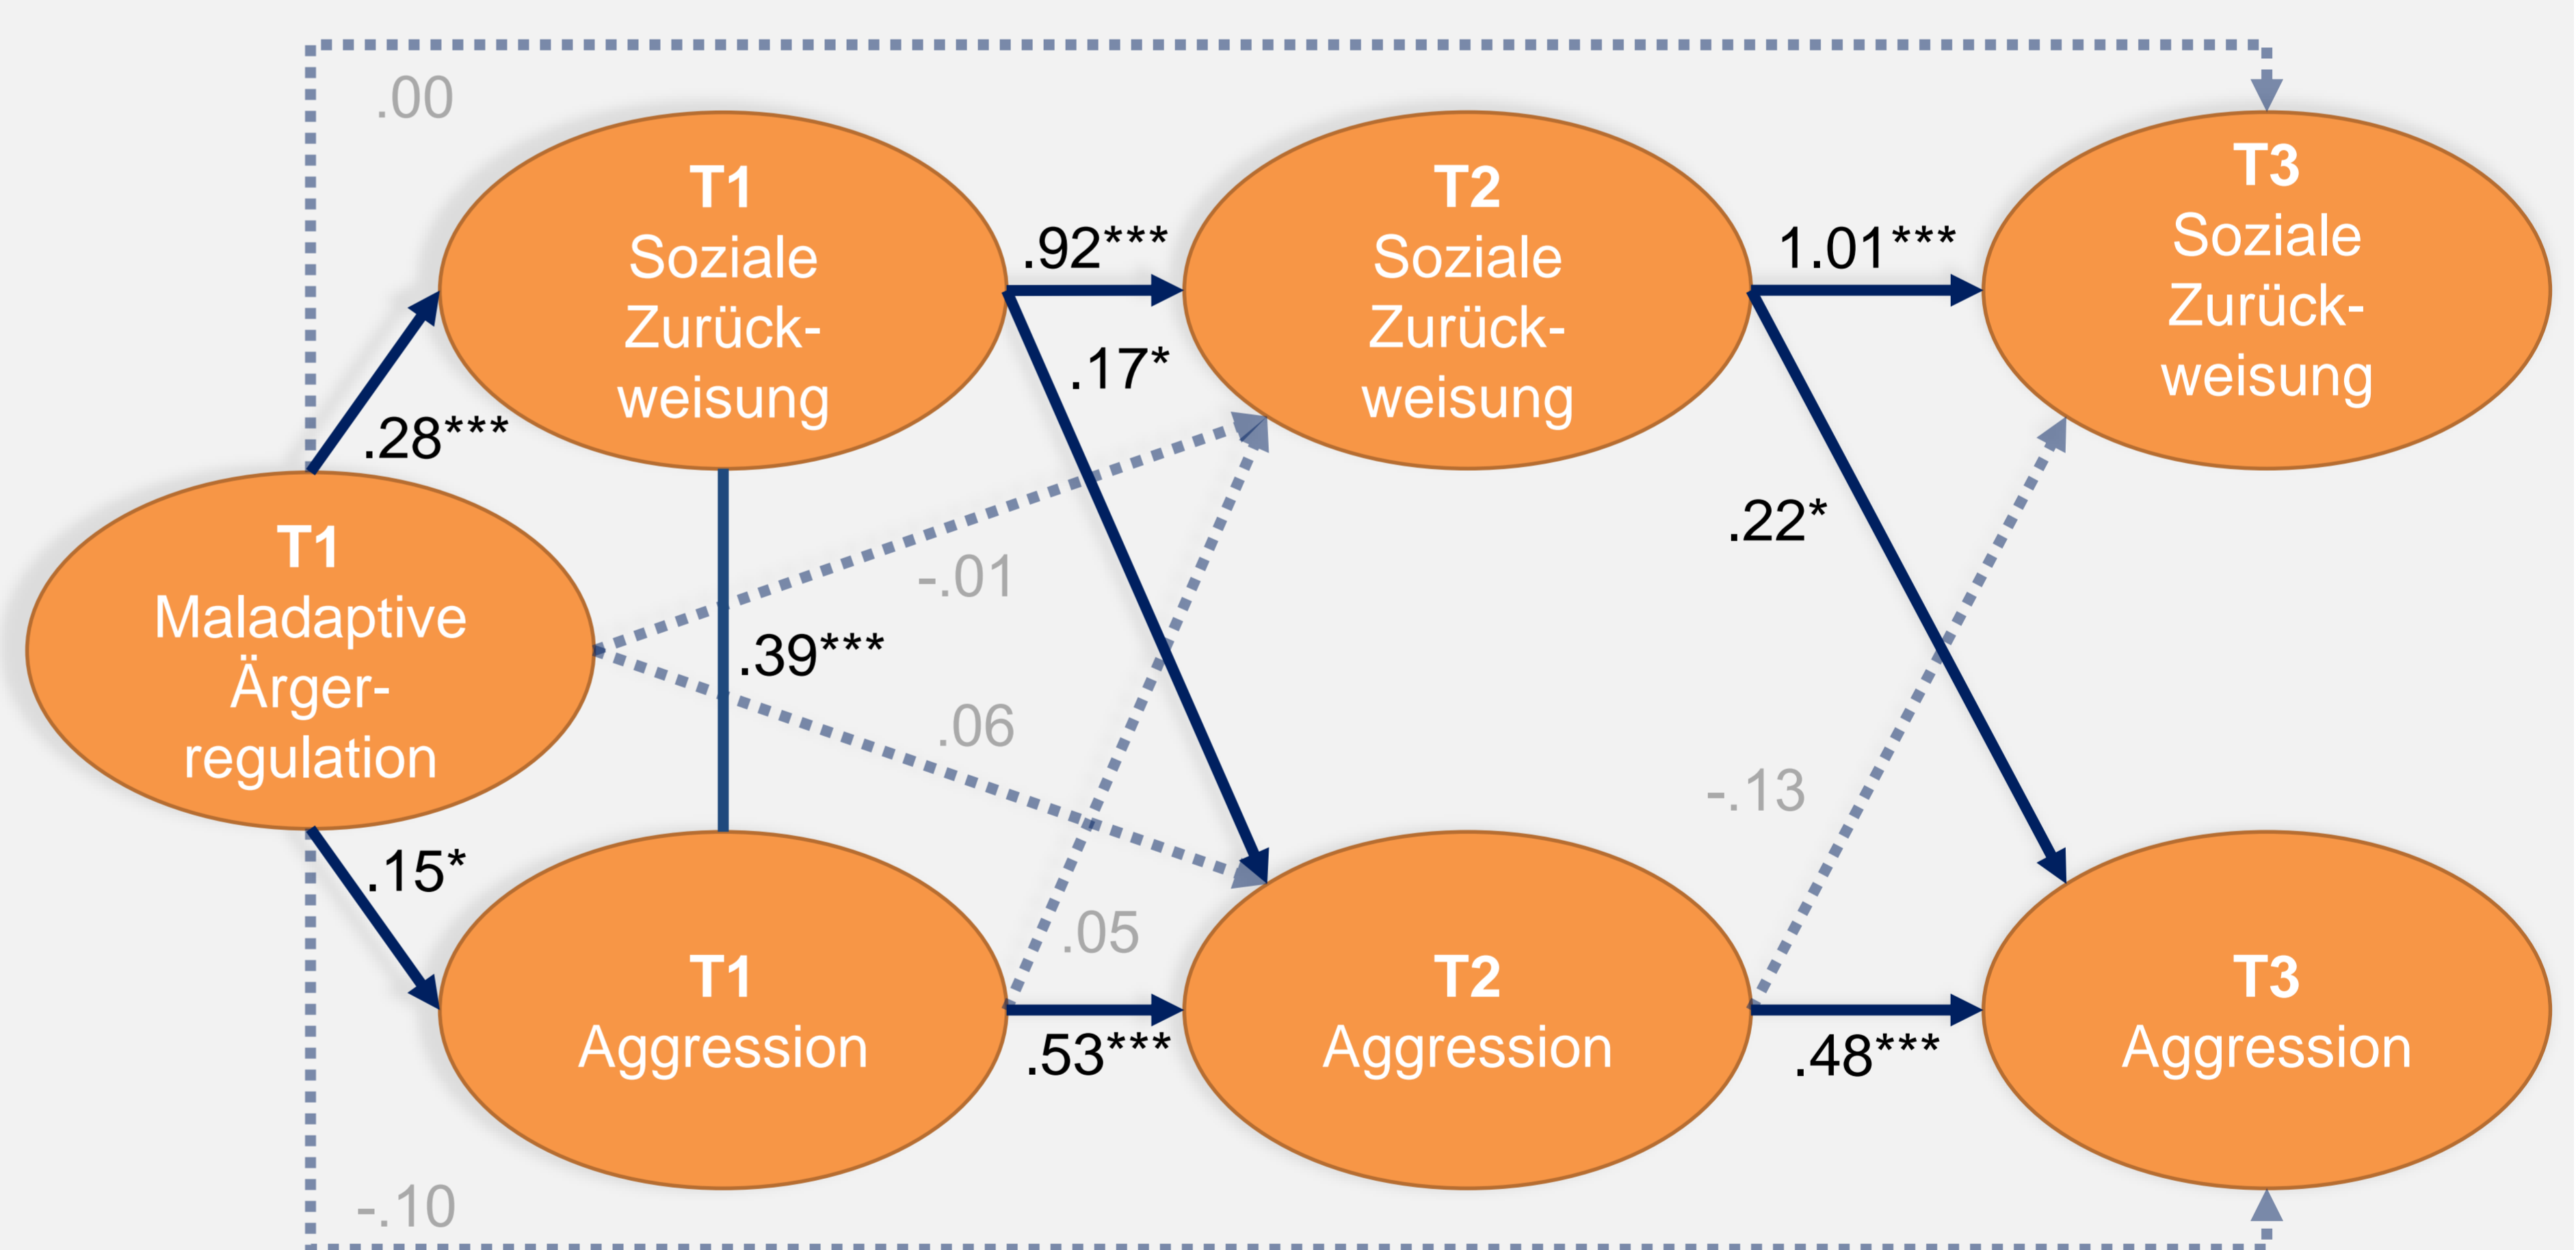 .00
T1
Soziale
Zurück-
weisung
.92***
T2
Soziale
Zurück-
weisung
1.01***
T3
Soziale
Zurück-
weisung
.28***
.17*
.22*
T1
Maladaptive
Ärger-
regulation
-.01
.39***
.06
-.13
.15*
.05
T1
Aggression
.53***
T2
Aggression
.48***
T3
Aggression
-.10